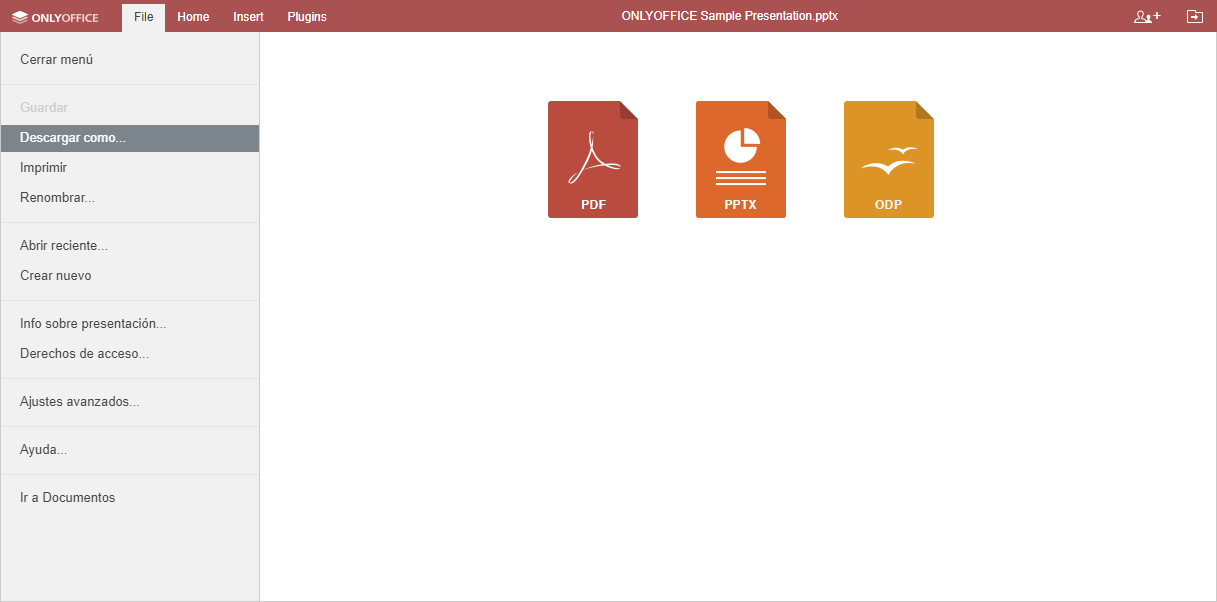 ONLYOFFICE File Home Insert Plugins ONLYOFFICE Sample Presentation.pptx
Cerrar menú
Guardar
Descargar como...
Imprimir
Renombrar...
Abrir reciente...
Crear nuevo
Info sobre presentación...
Derechos de acceso...
Ajustes avanzados...
Ayuda...
Ir a Documentos
PDF PPTX ODP